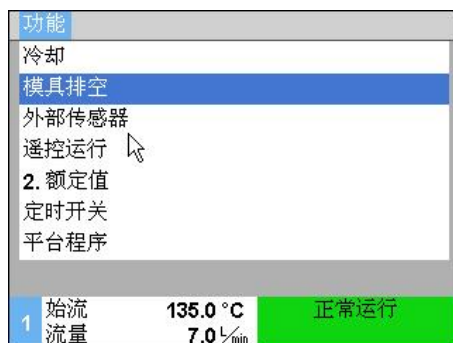 功能
冷却
模具排空
外部传感器
遥控运行
2. 额定值
定时开关
平台程序
1 始流 135.0 °C 正常运行
流量 7.0 L/min